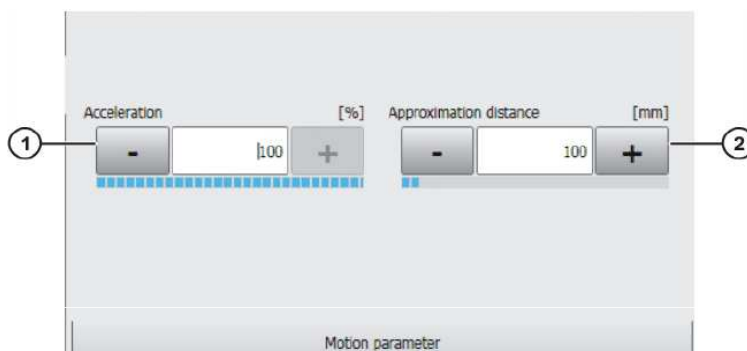 Acceleration [%] Approximation distance [mm]
1 - 100 + - 100 + 2
Motion parameter